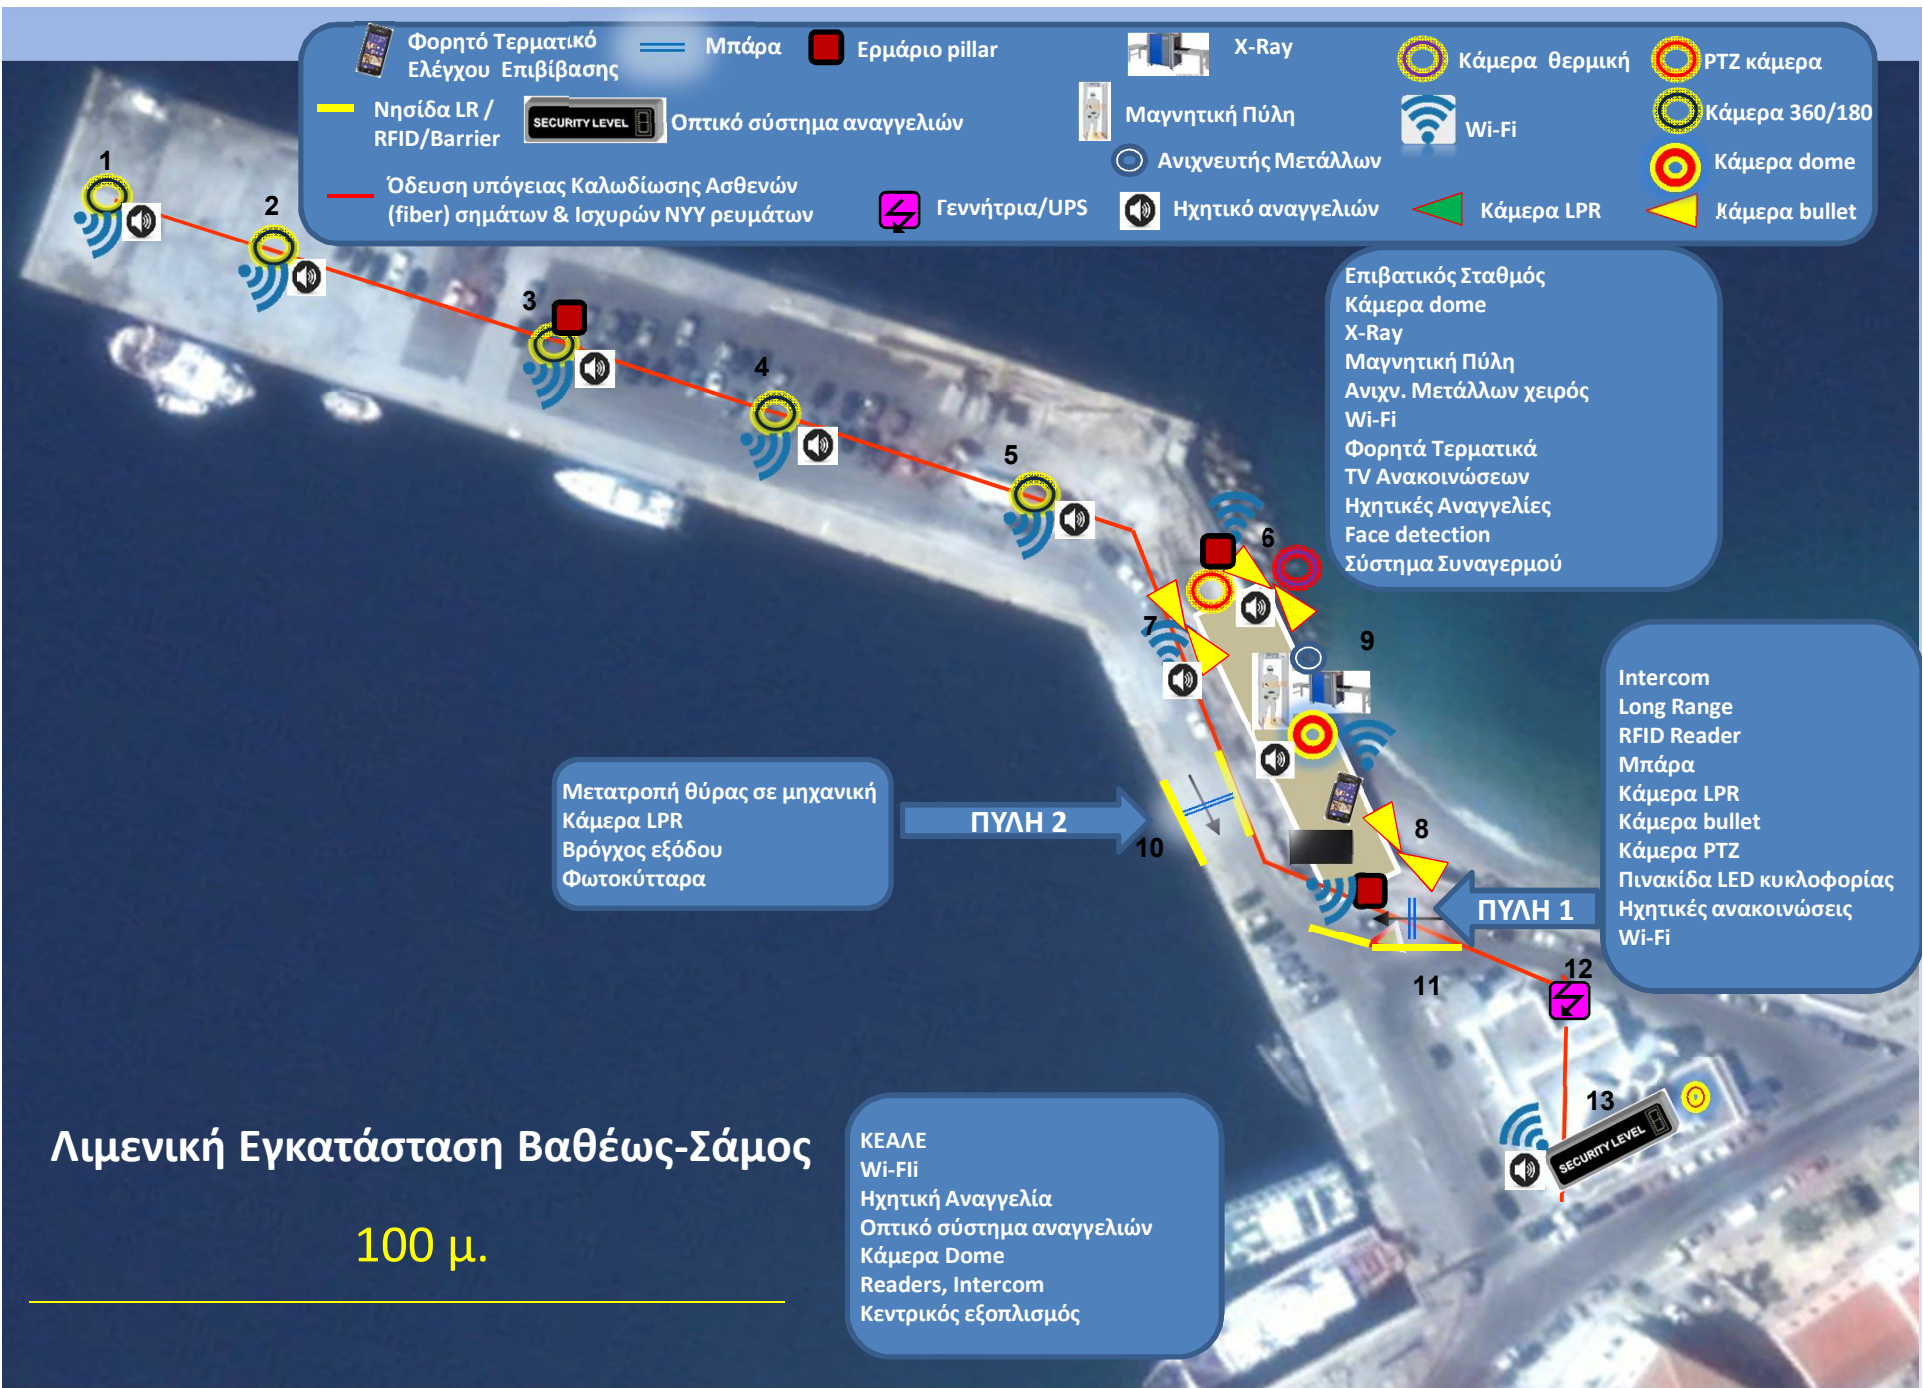 Φορητό Τερματικό
Ελέγχου Επιβίβασης
Μπάρα
Ερμάριο pillar
X-Ray
Κάμερα θερμική
PTZ κάμερα
Νησίδα LR /
RFID/Barrier
SECURITY LEVEL
Οπτικό σύστημα αναγγελιών
Μαγνητική Πύλη
Wi-Fi
Κάμερα 360/180
Ανιχνευτής Μετάλλων
Κάμερα dome
Όδευση υπόγειας Καλωδίωσης Ασθενών
(fiber) σημάτων & Ισχυρών NYY ρευμάτων
Γεννήτρια/UPS
Ηχητικό αναγγελιών
Κάμερα LPR
Κάμερα bullet
1
2
3
4
5
6
7
8
9
10
11
12
13
Επιβατικός Σταθμός
Κάμερα dome
X-Ray
Μαγνητική Πύλη
Ανιχν. Μετάλλων χειρός
Wi-Fi
Φορητά Τερματικά
TV Ανακοινώσεων
Ηχητικές Αναγγελίες
Face detection
Σύστημα Συναγερμού
Intercom
Long Range
RFID Reader
Μπάρα
Κάμερα LPR
Κάμερα bullet
Κάμερα PTZ
Πινακίδα LED κυκλοφορίας
Ηχητικές ανακοινώσεις
Wi-Fi
ΠΥΛΗ 1
Μετατροπή θύρας σε μηχανική
Κάμερα LPR
Βρόγχος εξόδου
Φωτοκύτταρα
ΠΥΛΗ 2
SECURITY LEVEL
Λιμενική Εγκατάσταση Βαθέως-Σάμος
100 μ.
ΚΕΑΛΕ
Wi-FIi
Ηχητική Αναγγελία
Οπτικό σύστημα αναγγελιών
Κάμερα Dome
Readers, Intercom
Κεντρικός εξοπλισμός